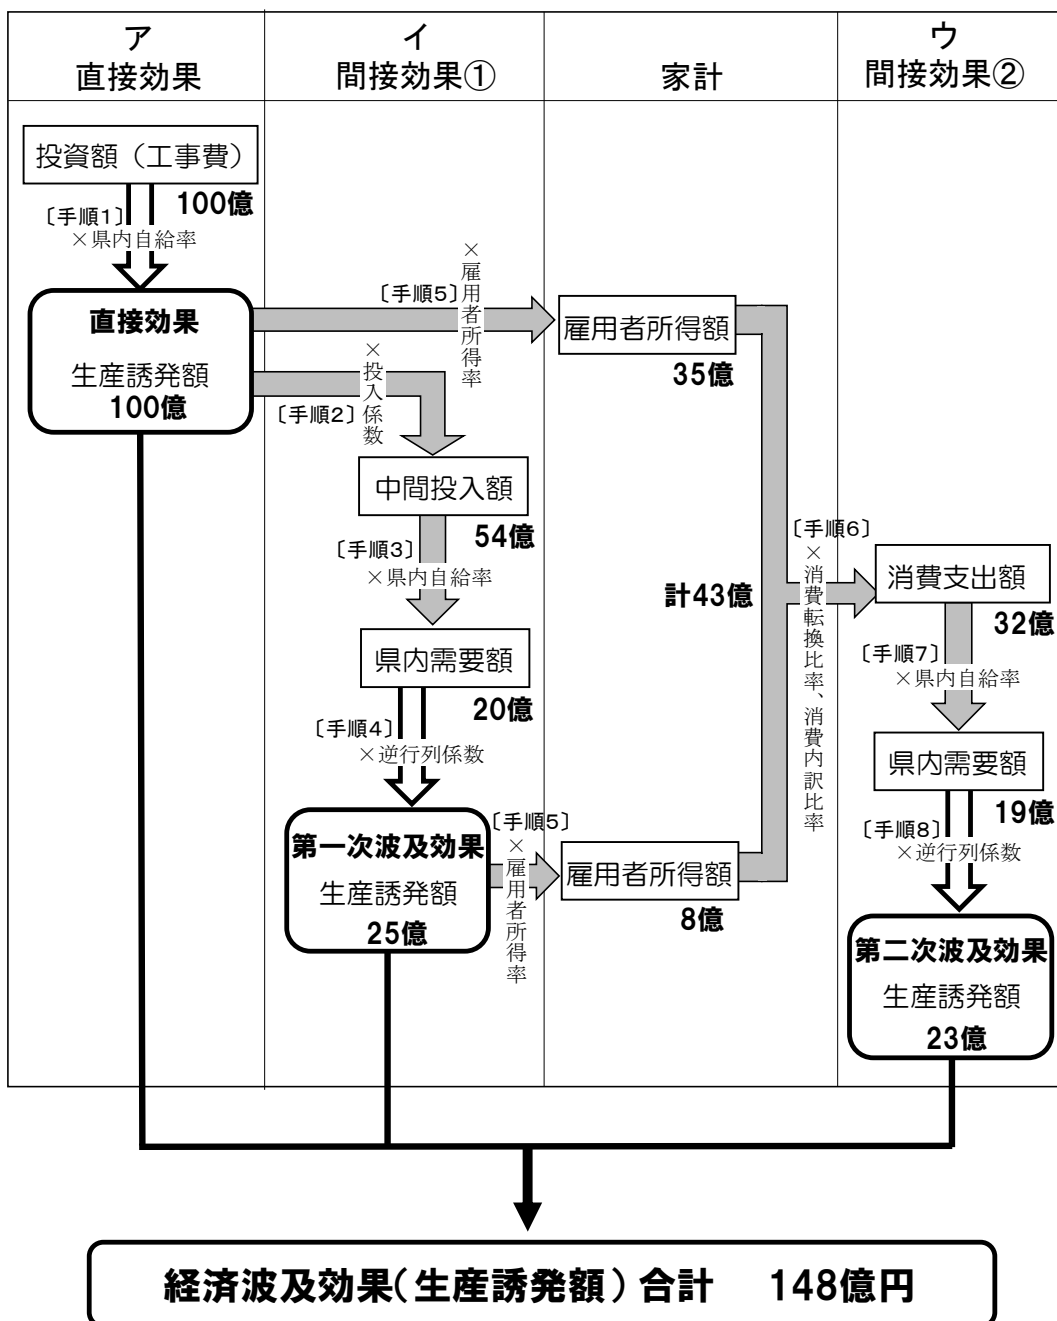 ア
直接効果
イ
間接効果①
家計
ウ
間接効果②
投資額（工事費）
100億
〔手順1〕
×県内自給率
直接効果
生産誘発額
100億
〔手順5〕
×雇用者所得率
〔手順2〕
×投入係数
中間投入額
54億
〔手順3〕
×県内自給率
県内需要額
20億
〔手順4〕
×逆行列係数
第一次波及効果
生産誘発額
25億
〔手順5〕
×雇用者所得率
雇用者所得額
35億
計43億
雇用者所得額
8億
〔手順6〕
×消費転換比率、消費内訳比率
消費支出額
32億
〔手順7〕
×県内自給率
県内需要額
19億
〔手順8〕
×逆行列係数
第二次波及効果
生産誘発額
23億
経済波及効果（生産誘発額）合計　148億円